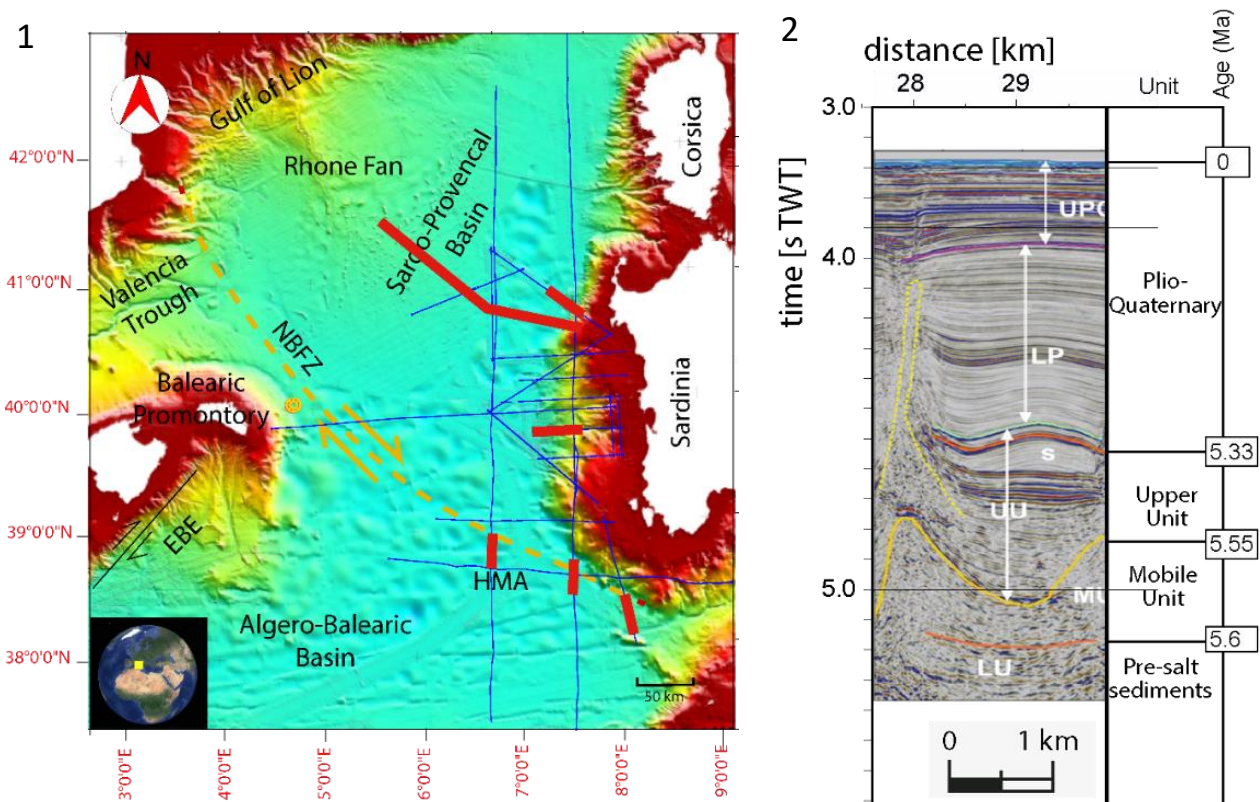 1
N
Gulf of Lion
Corsica
42°0'0"N
Rhone Fan
Sardo-Provencal
Basin
41°0'0"N
Valencia
Trough
NBFZ
Balearic
Promontory
40°0'0"N
Sardinia
39°0'0"N
EBE
HMA
Algero-Balearic
Basin
38°0'0"N
50 km
3°0'0"E
4°0'0"E
5°0'0"E
6°0'0"E
7°0'0"E
8°0'0"E
9°0'0"E
2
distance [km]
28
29
Unit
Age (Ma)
time [s TWT]
3.0
0
UPQ
4.0
Plio-
Quaternary
LP
5.33
s
UU
Upper
Unit
5.55
5.0
MU
Mobile
Unit
5.6
LU
Pre-salt
sediments
0
1 km